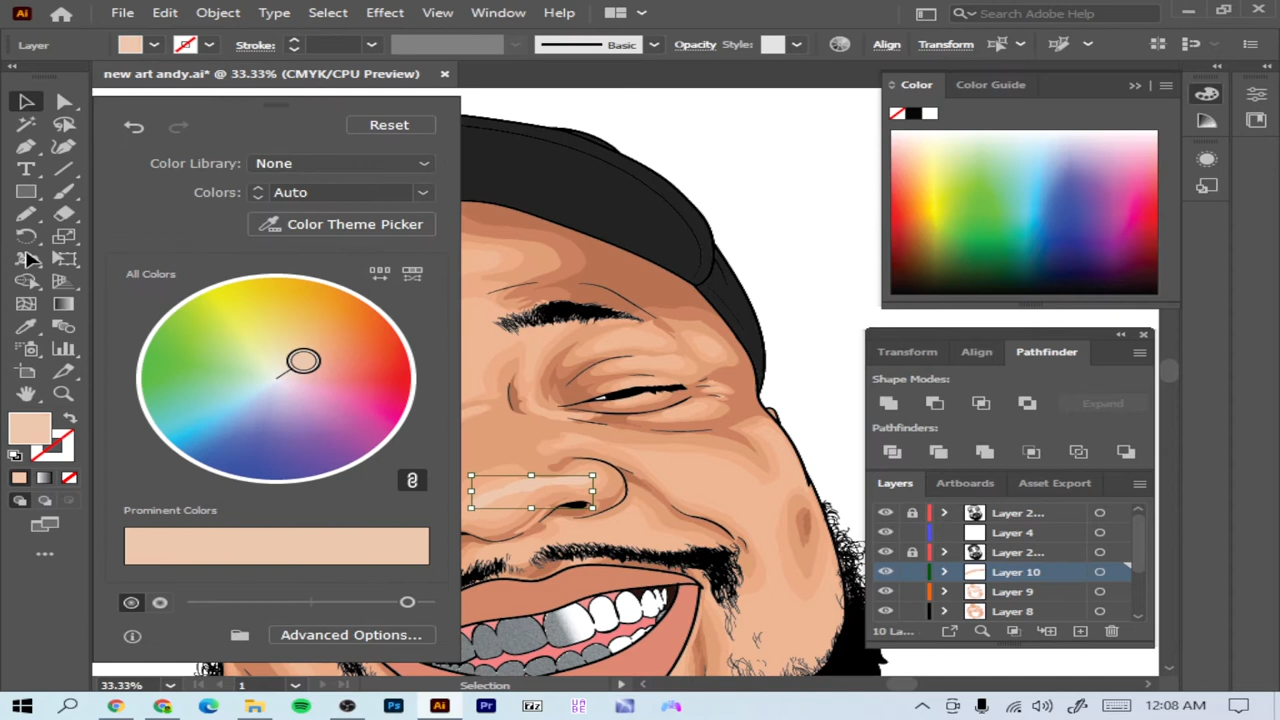 Ai File Edit Object Type Select Effect View Window Help Search Adobe Help
Layer Stroke: Basic Opacity Style: Align Transform
new art andy.ai* @ 33.33% (CMYK/CPU Preview)
Reset
Color Library: None
Colors: Auto
Color Theme Picker
All Colors
Prominent Colors
Advanced Options...
Color Color Guide
Transform Align Pathfinder
Shape Modes:
Expand
Pathfinders:
Layers Artboards Asset Export
Layer 2...
Layer 4
Layer 2...
Layer 10
Layer 9
Layer 8
10 La...
33.33% 1 Selection
Ps Ai Pr 12:08 AM